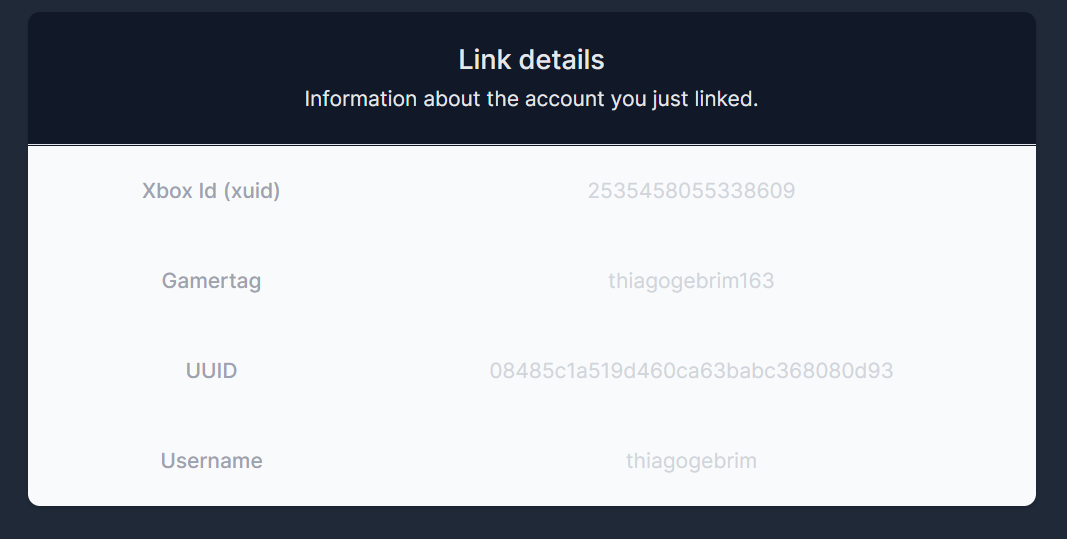 Link details
Information about the account you just linked.
Xbox Id (xuid) 2535458055338609
Gamertag thiagogebrim163
UUID 08485c1a519d460ca63babc368080d93
Username thiagogebrim